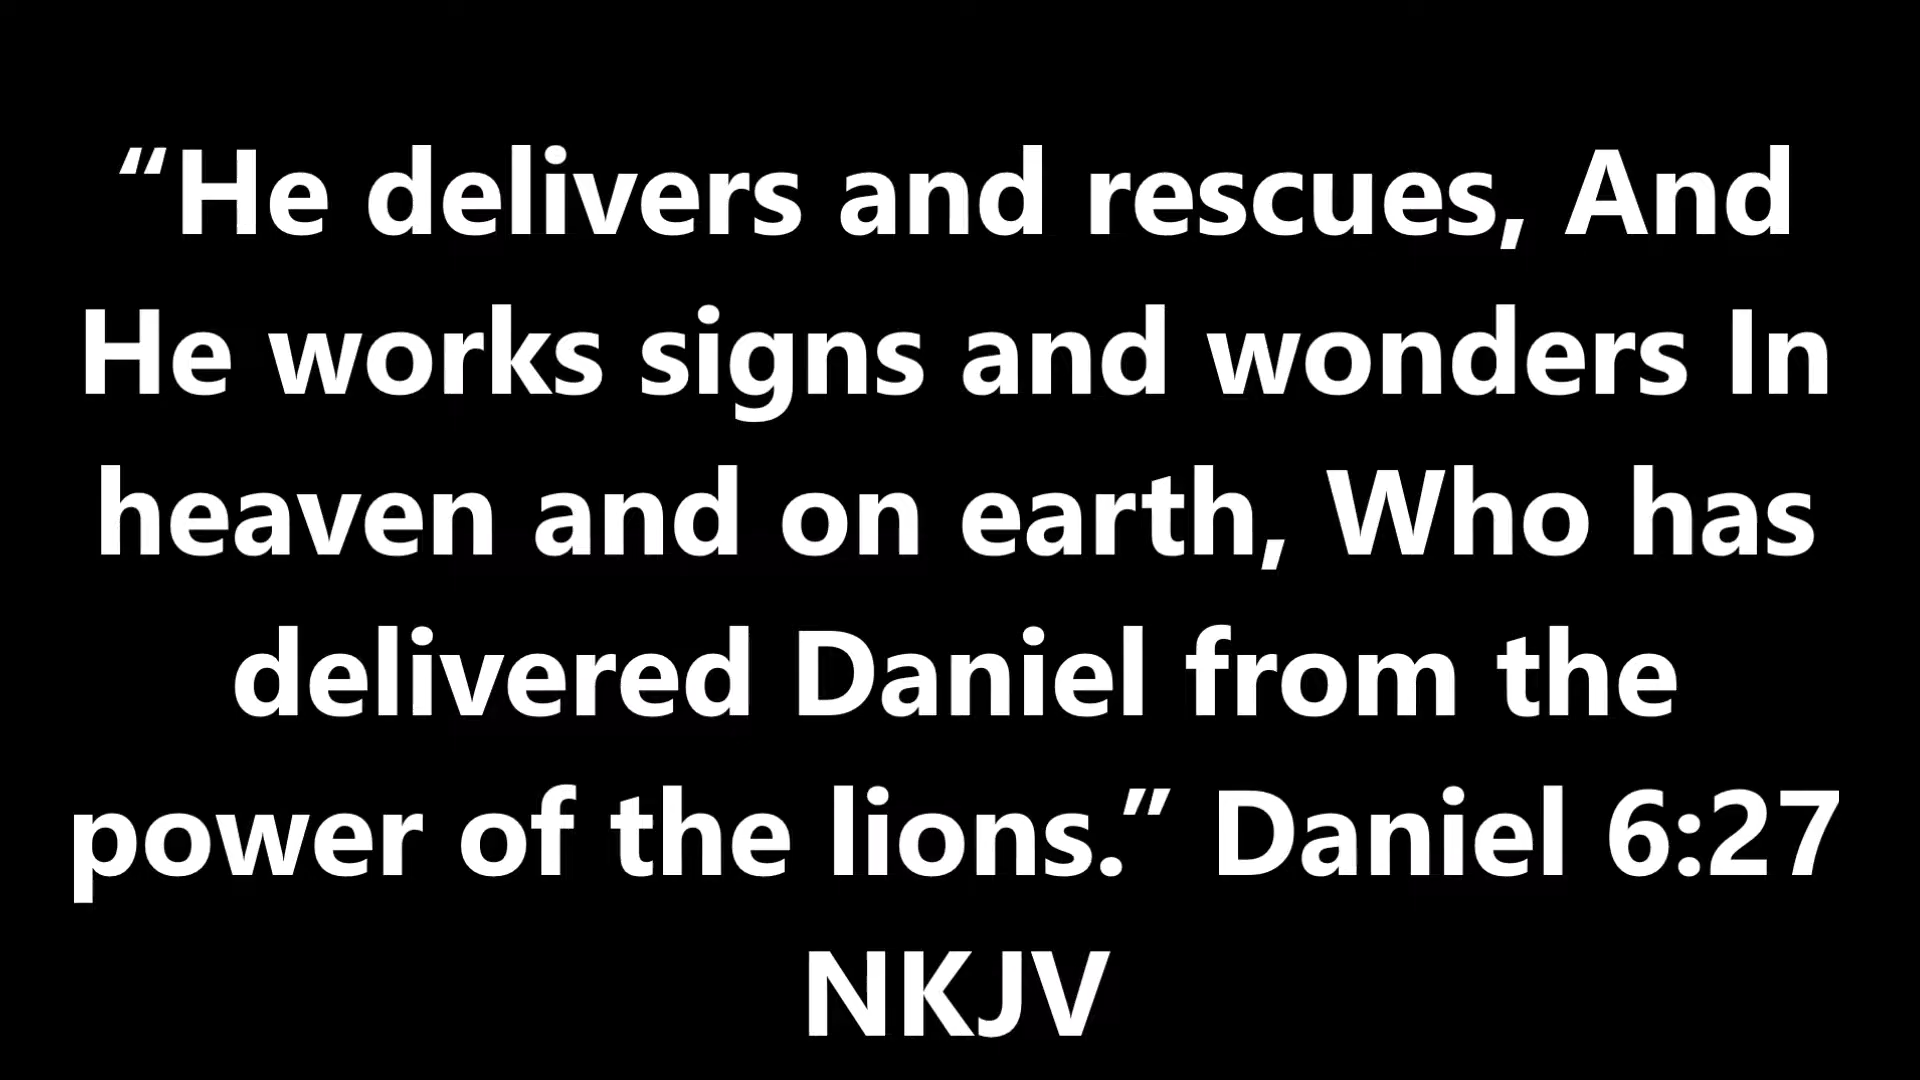 “He delivers and rescues, And
He works signs and wonders In
heaven and on earth, Who has
delivered Daniel from the
power of the lions.” Daniel 6:27
NKJV